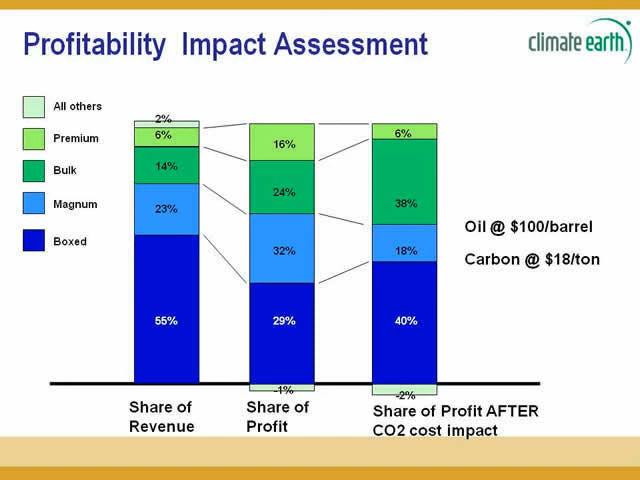 Profitability Impact Assessment
climate earth
All others
Premium
Bulk
Magnum
Boxed
2%
6%
14%
23%
55%
16%
24%
32%
29%
-1%
6%
38%
18%
40%
-2%
Oil @ $100/barrel
Carbon @ $18/ton
Share of
Revenue
Share of
Profit
Share of Profit AFTER
CO2 cost impact